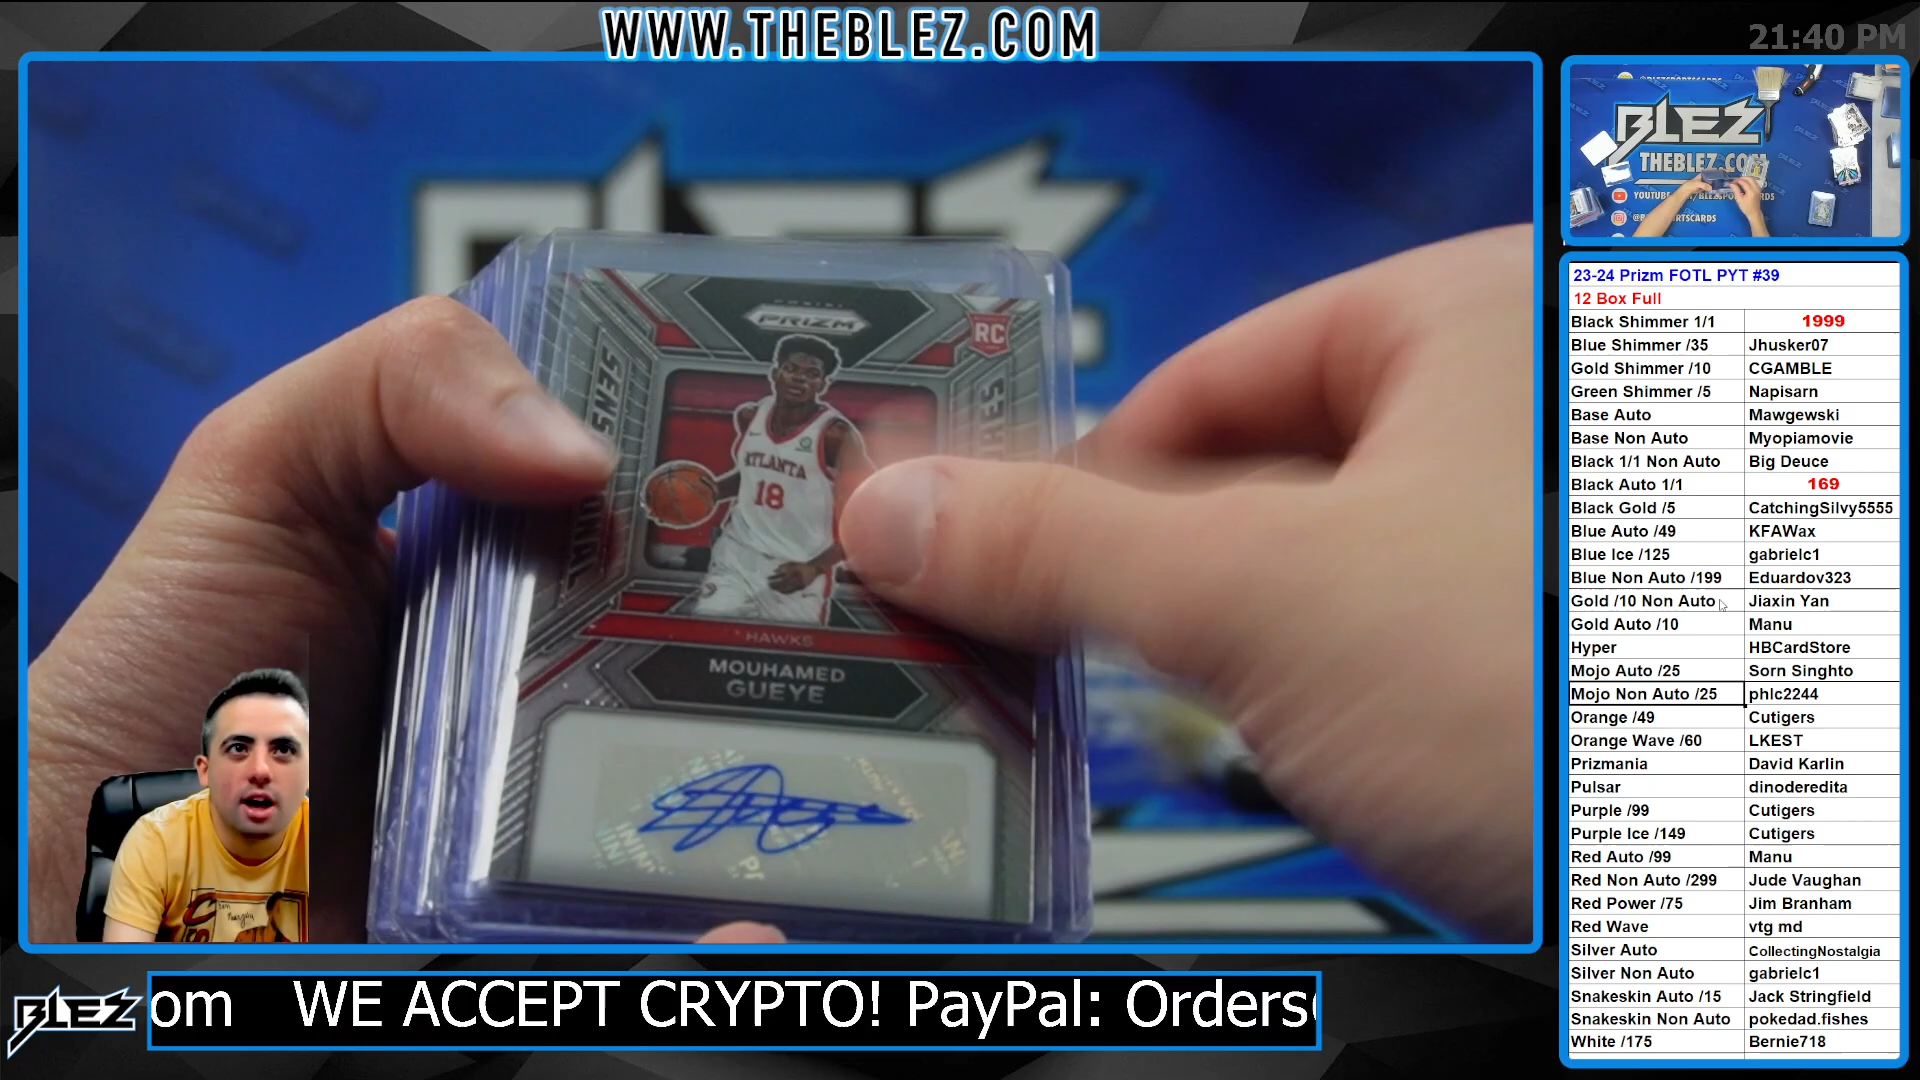 WWW.THEBLEZ.COM
21:40 PM
BLEZ
PRIZM
RC
ATLANTA
18
HAWKS
MOUHAMED
GUEYE
BLEZ
THEBLEZ.COM
23-24 Prizm FOTL PYT #39
12 Box Full
Black Shimmer 1/1 1999
Blue Shimmer /35 Jhusker07
Gold Shimmer /10 CGAMBLE
Green Shimmer /5 Napisarn
Base Auto Mawgewski
Base Non Auto Myopiamovie
Black 1/1 Non Auto Big Deuce
Black Auto 1/1 169
Black Gold /5 CatchingSilvy5555
Blue Auto /49 KFAWax
Blue Ice /125 gabrielc1
Blue Non Auto /199 Eduardov323
Gold /10 Non Auto Jiaxin Yan
Gold Auto /10 Manu
Hyper HBCardStore
Mojo Auto /25 Sorn Singhto
Mojo Non Auto /25 phlc2244
Orange /49 Cutigers
Orange Wave /60 LKEST
Prizmania David Karlin
Pulsar dinoderedita
Purple /99 Cutigers
Purple Ice /149 Cutigers
Red Auto /99 Manu
Red Non Auto /299 Jude Vaughan
Red Power /75 Jim Branham
Red Wave vtg md
Silver Auto CollectingNostalgia
Silver Non Auto gabrielc1
Snakeskin Auto /15 Jack Stringfield
Snakeskin Non Auto pokedad.fishes
White /175 Bernie718
BLEZ
om WE ACCEPT CRYPTO! PayPal: Orders